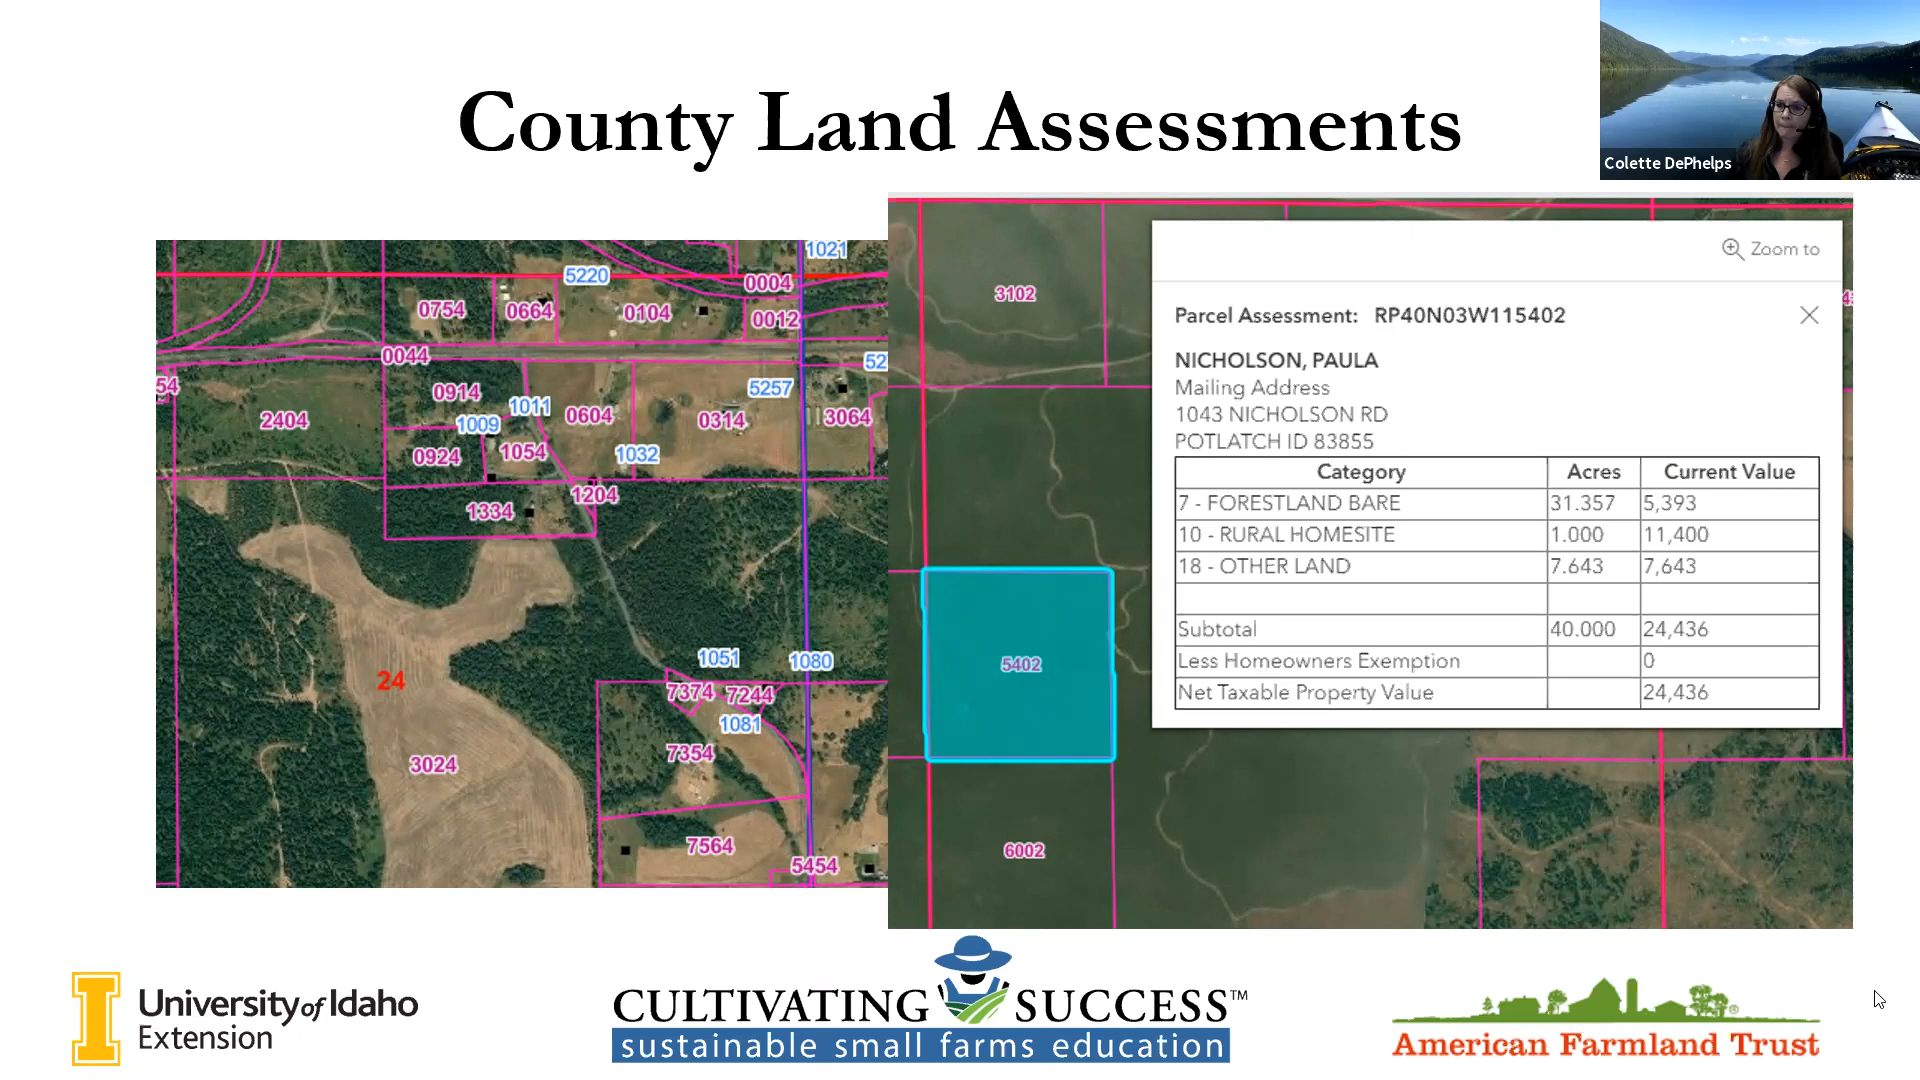 County Land Assessments
Colette DePhelps
1021
5220
0004
0754
0664
0104
0012
0044
52
54
0914
5257
1011
2404
1009
0604
0314
3064
0924
1054
1032
1204
1334
1051
1080
24
7374
7244
1081
7354
3024
7564
5454
3102
5402
6002
Zoom to
Parcel Assessment: RP40N03W115402
NICHOLSON, PAULA
Mailing Address
1043 NICHOLSON RD
POTLATCH ID 83855
Category Acres Current Value
7 - FORESTLAND BARE 31.357 5,393
10 - RURAL HOMESITE 1.000 11,400
18 - OTHER LAND 7.643 7,643
Subtotal 40.000 24,436
Less Homeowners Exemption 0
Net Taxable Property Value 24,436
I
University of Idaho
Extension
CULTIVATING SUCCESS™
sustainable small farms education
American Farmland Trust